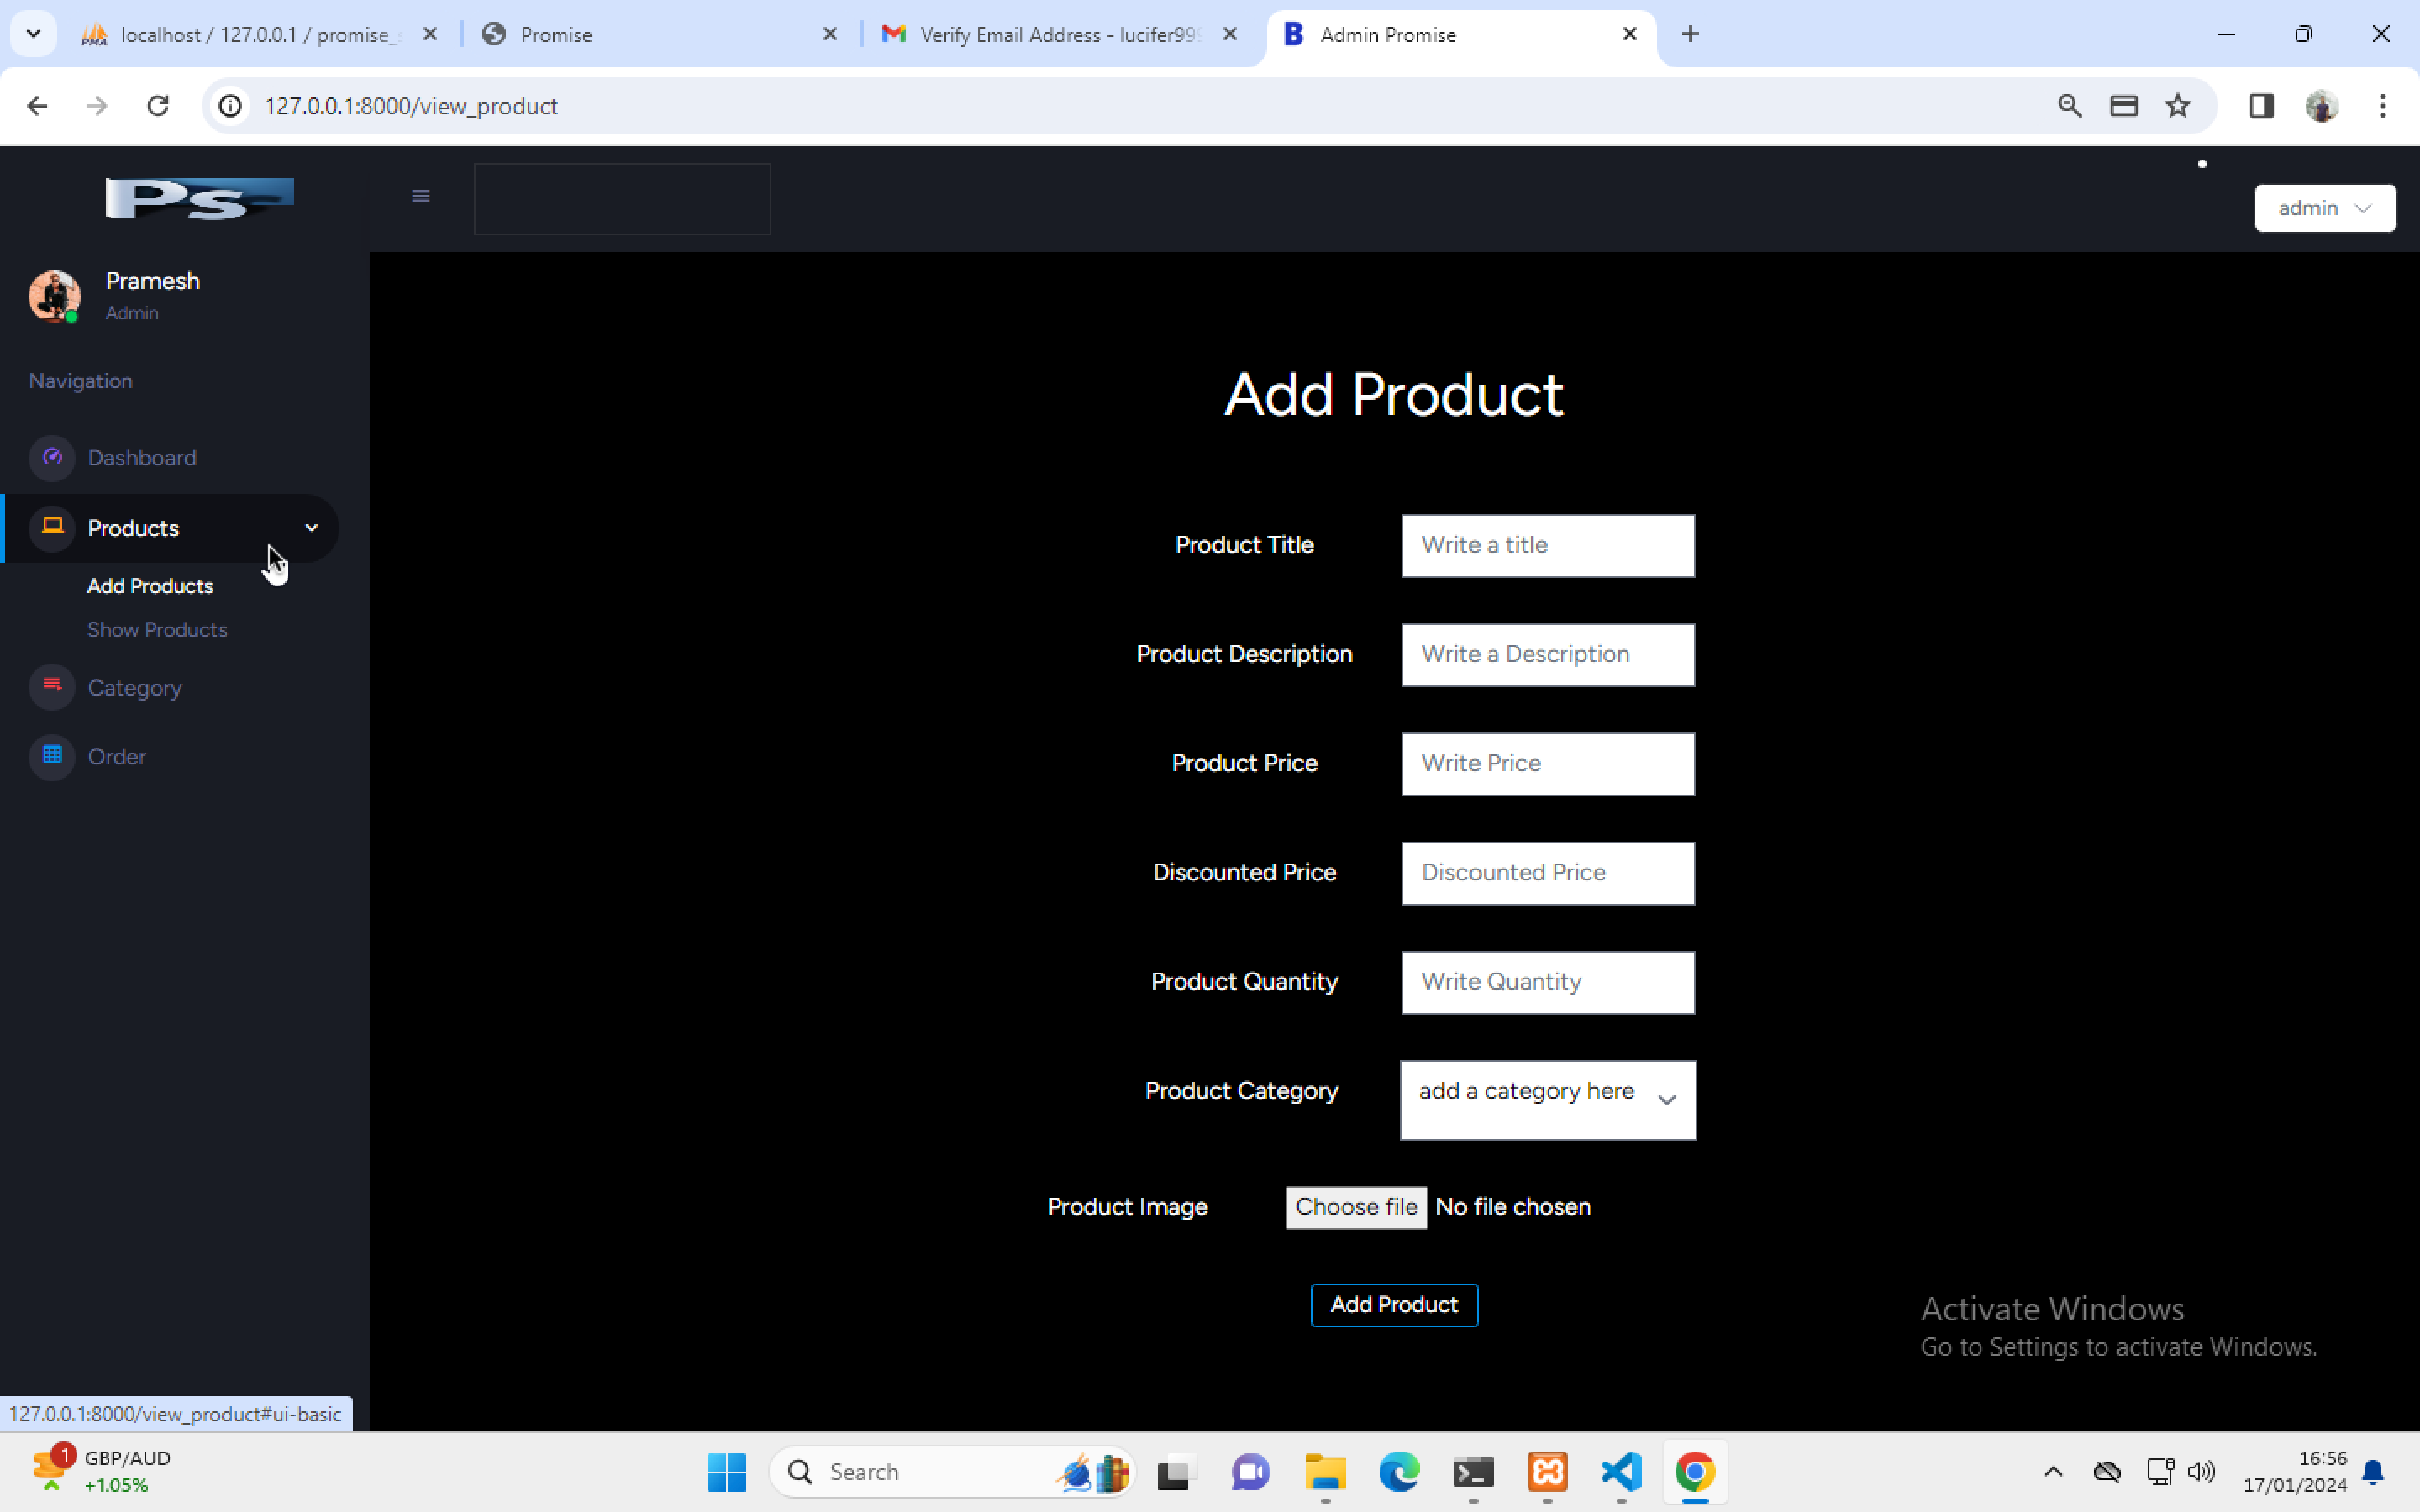 localhost / 127.0.0.1 / promise_
Promise
Verify Email Address - lucifer999
Admin Promise
127.0.0.1:8000/view_product
Ps
admin
Pramesh
Admin
Navigation
Dashboard
Products
Add Products
Show Products
Category
Order
Add Product
Product Title
Write a title
Product Description
Write a Description
Product Price
Write Price
Discounted Price
Discounted Price
Product Quantity
Write Quantity
Product Category
add a category here
Product Image
Choose file No file chosen
Add Product
Activate Windows
Go to Settings to activate Windows.
127.0.0.1:8000/view_product#ui-basic
1
GBP/AUD
+1.05%
Search
16:56
17/01/2024